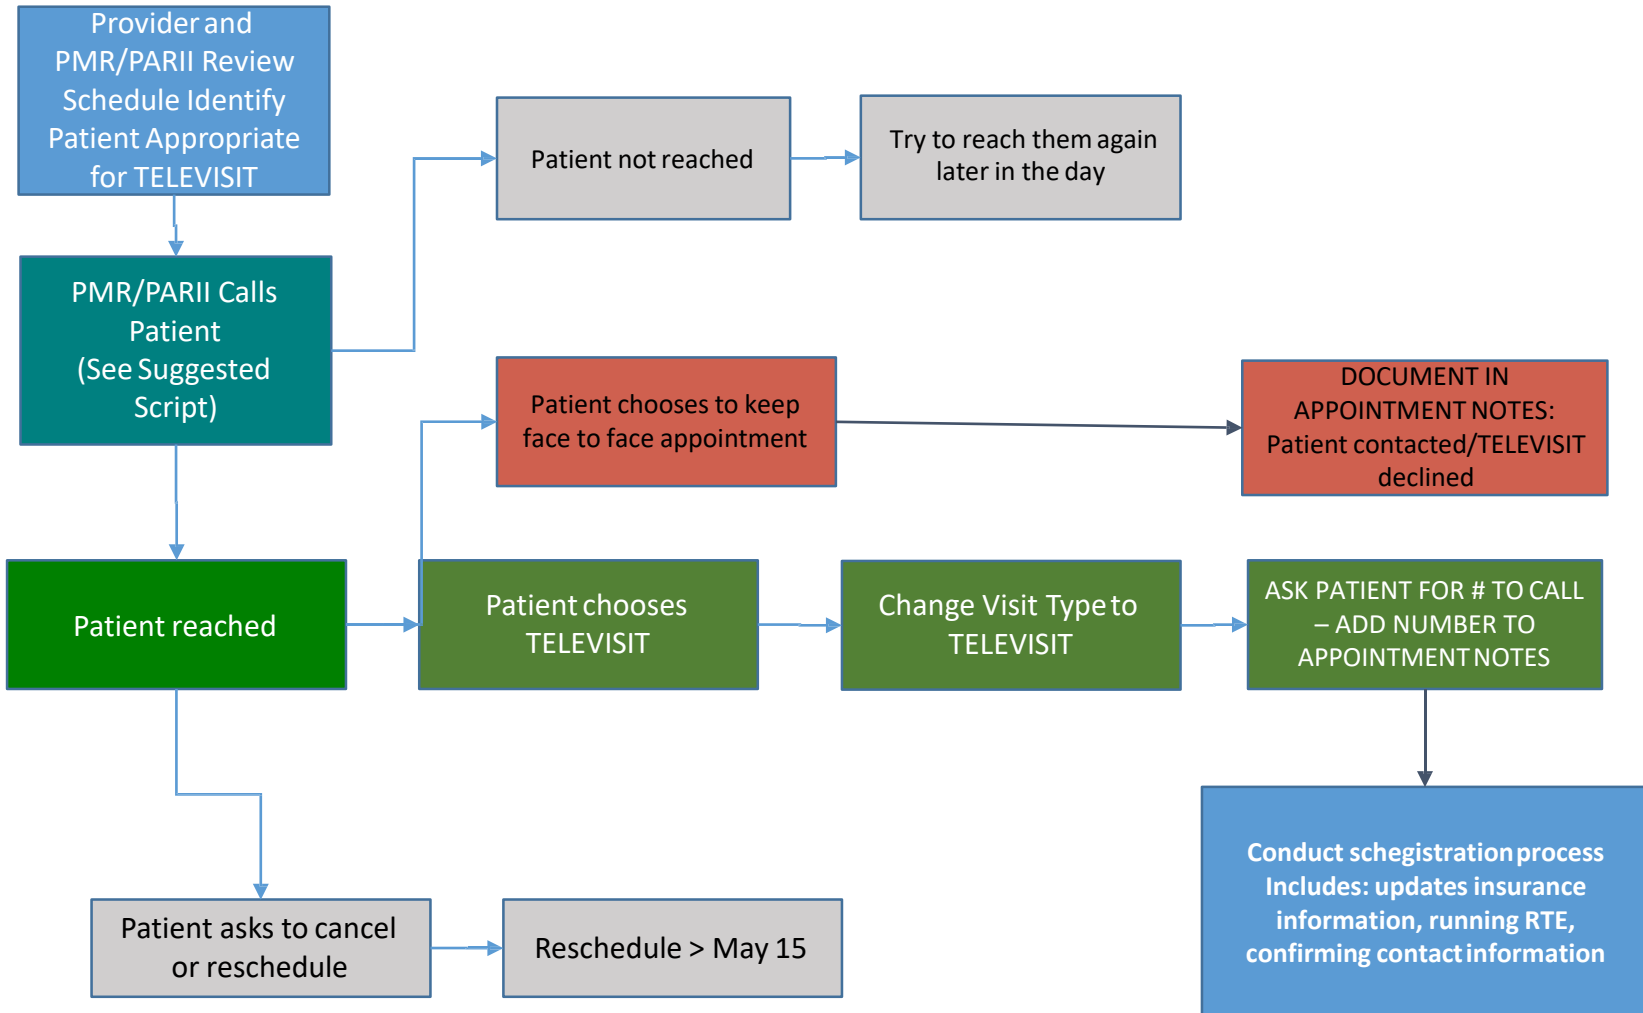 Provider and
PMR/PARII Review
Schedule Identify
Patient Appropriate
for TELEVISIT
Patient not reached
Try to reach them again
later in the day
PMR/PARII Calls
Patient
(See Suggested
Script)
Patient chooses to keep
face to face appointment
DOCUMENT IN
APPOINTMENT NOTES:
Patient contacted/TELEVISIT
declined
Patient reached
Patient chooses
TELEVISIT
Change Visit Type to
TELEVISIT
ASK PATIENT FOR # TO CALL
– ADD NUMBER TO
APPOINTMENT NOTES
Conduct schegistration process
Includes: updates insurance
information, running RTE,
confirming contact information
Patient asks to cancel
or reschedule
Reschedule > May 15